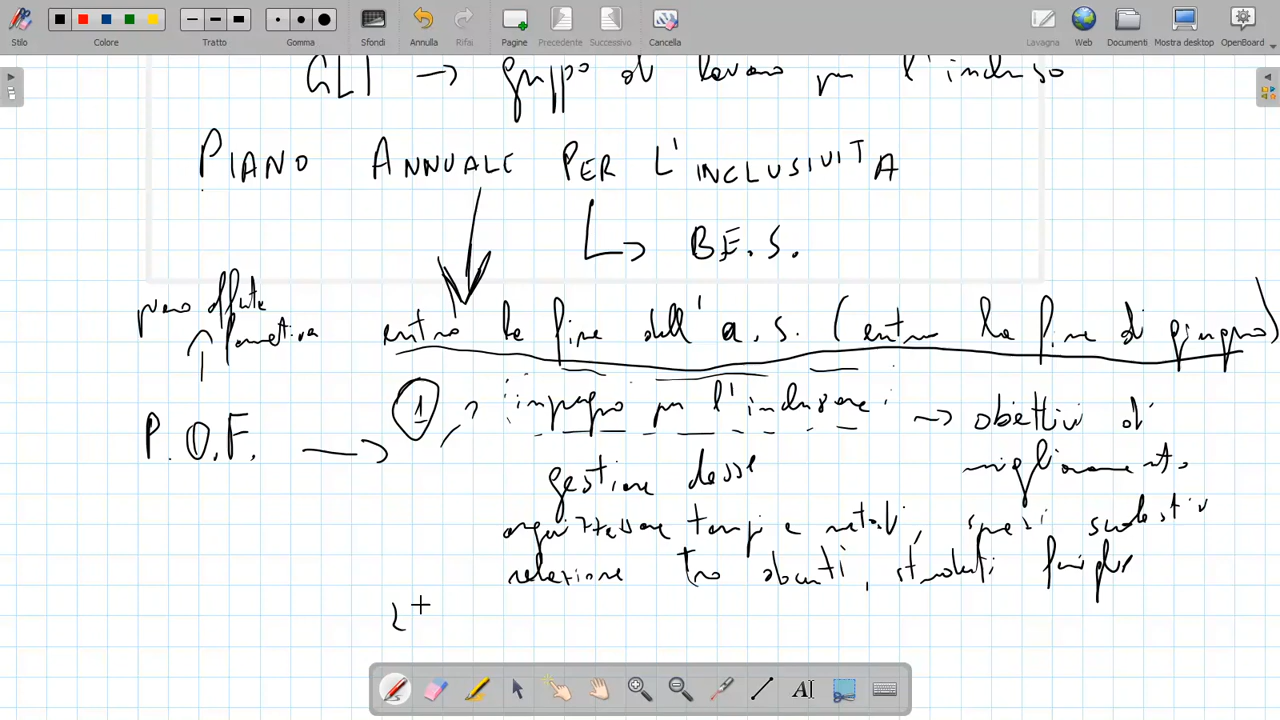 Stilo Colore Tratto Gomma Sfondi Annulla Rifai Pagine Precedente Successivo Cancella Lavagna Web Documenti Mostra desktop OpenBoard
GLI → gruppo di lavoro per l'incluso
PIANO ANNUALE PER L'INCLUSIVITA
↳ B.E.S.
piano offerta
formativa
entro la fine dell'a.s. (entro la fine di giugno)
P.O.F. →
1 impegno per l'inclusione → obiettivi di
miglioramento
gestione classe
organizzazione tempi e metodi, spazi scolastici
relazione tra docenti, studenti famiglie
2